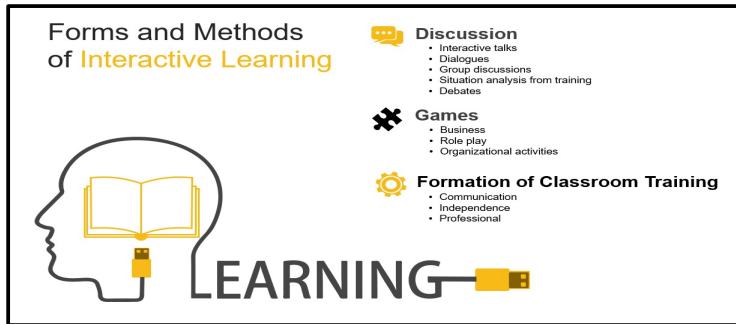 Forms and Methods
of Interactive Learning
Discussion
• Interactive talks
• Dialogues
• Group discussions
• Situation analysis from training
• Debates
Games
• Business
• Role play
• Organizational activities
Formation of Classroom Training
• Communication
• Independence
• Professional
LEARNING